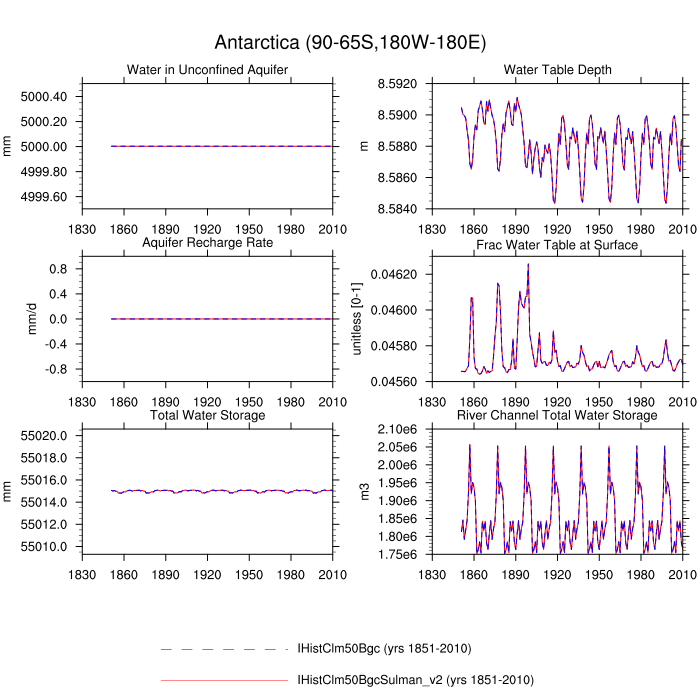 Antarctica (90-65S,180W-180E)
Water in Unconfined Aquifer
Water Table Depth
5000.40
5000.20
5000.00
4999.80
4999.60
mm
1830 1860 1890 1920 1950 1980 2010
8.5920
8.5900
8.5880
8.5860
8.5840
m
1830 1860 1890 1920 1950 1980 2010
Aquifer Recharge Rate
Frac Water Table at Surface
0.8
0.4
0.0
-0.4
-0.8
mm/d
1830 1860 1890 1920 1950 1980 2010
0.04620
0.04600
0.04580
0.04560
unitless [0-1]
1830 1860 1890 1920 1950 1980 2010
Total Water Storage
River Channel Total Water Storage
55020.0
55018.0
55016.0
55014.0
55012.0
55010.0
mm
1830 1860 1890 1920 1950 1980 2010
2.10e6
2.05e6
2.00e6
1.95e6
1.90e6
1.85e6
1.80e6
1.75e6
m3
1830 1860 1890 1920 1950 1980 2010
IHistClm50Bgc (yrs 1851-2010)
IHistClm50BgcSulman_v2 (yrs 1851-2010)